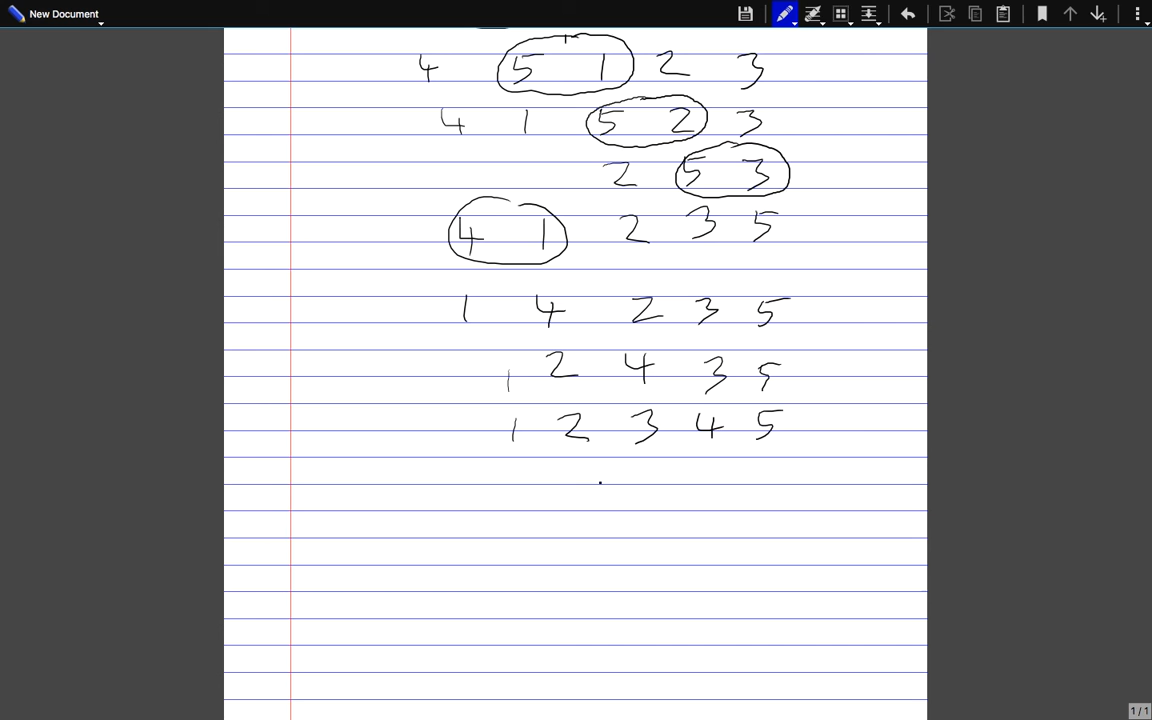 New Document
4 5 1 2 3
4 1 5 2 3
2 5 3
4 1 2 3 5
1 4 2 3 5
1 2 4 3 5
1 2 3 4 5
1/1